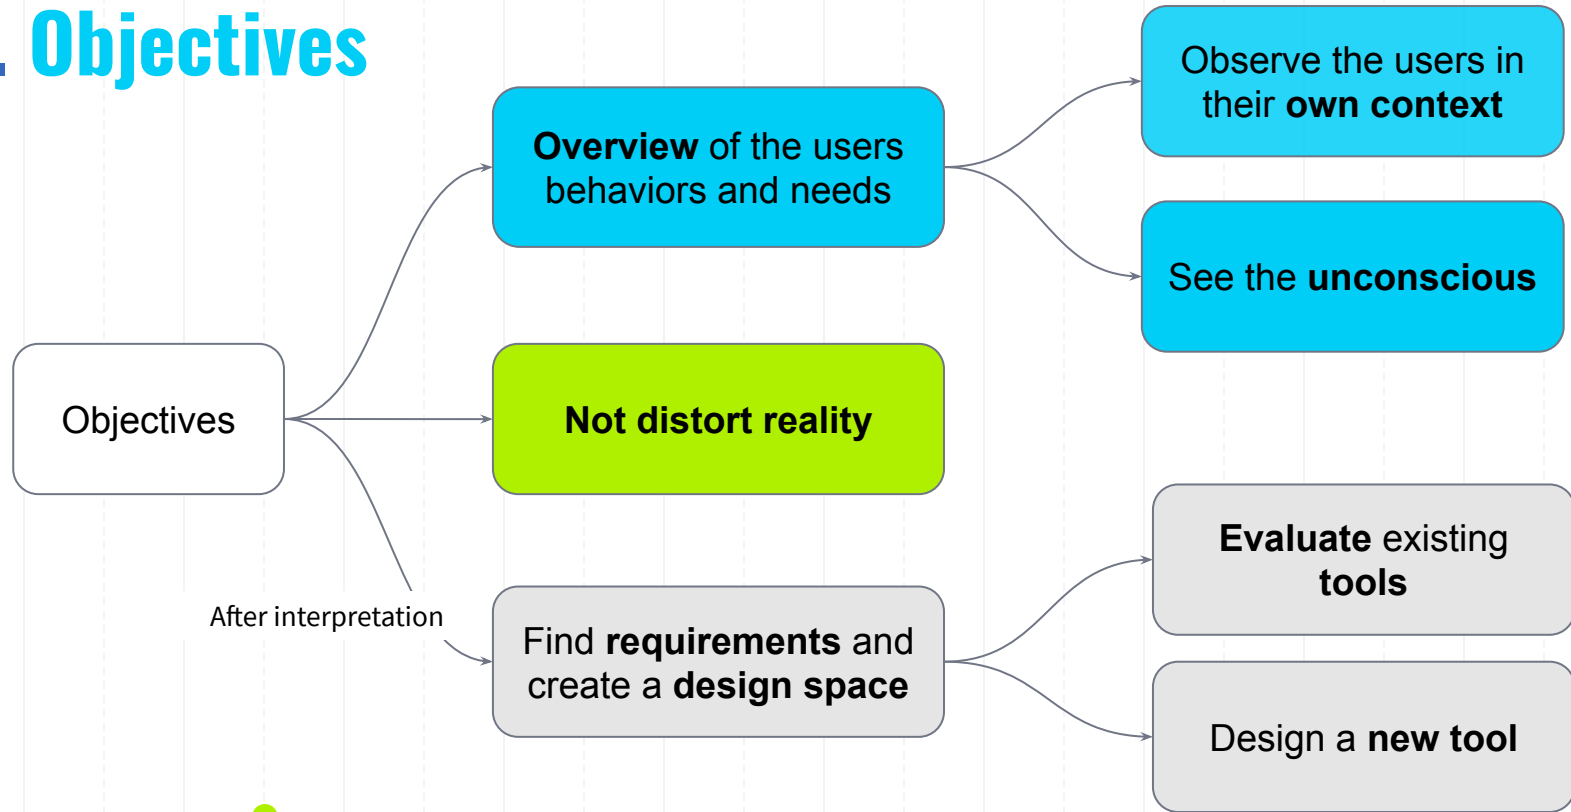 . Objectives
Observe the users in
their own context
Overview of the users
behaviors and needs
See the unconscious
Objectives
Not distort reality
After interpretation
Find requirements and
create a design space
Evaluate existing
tools
Design a new tool